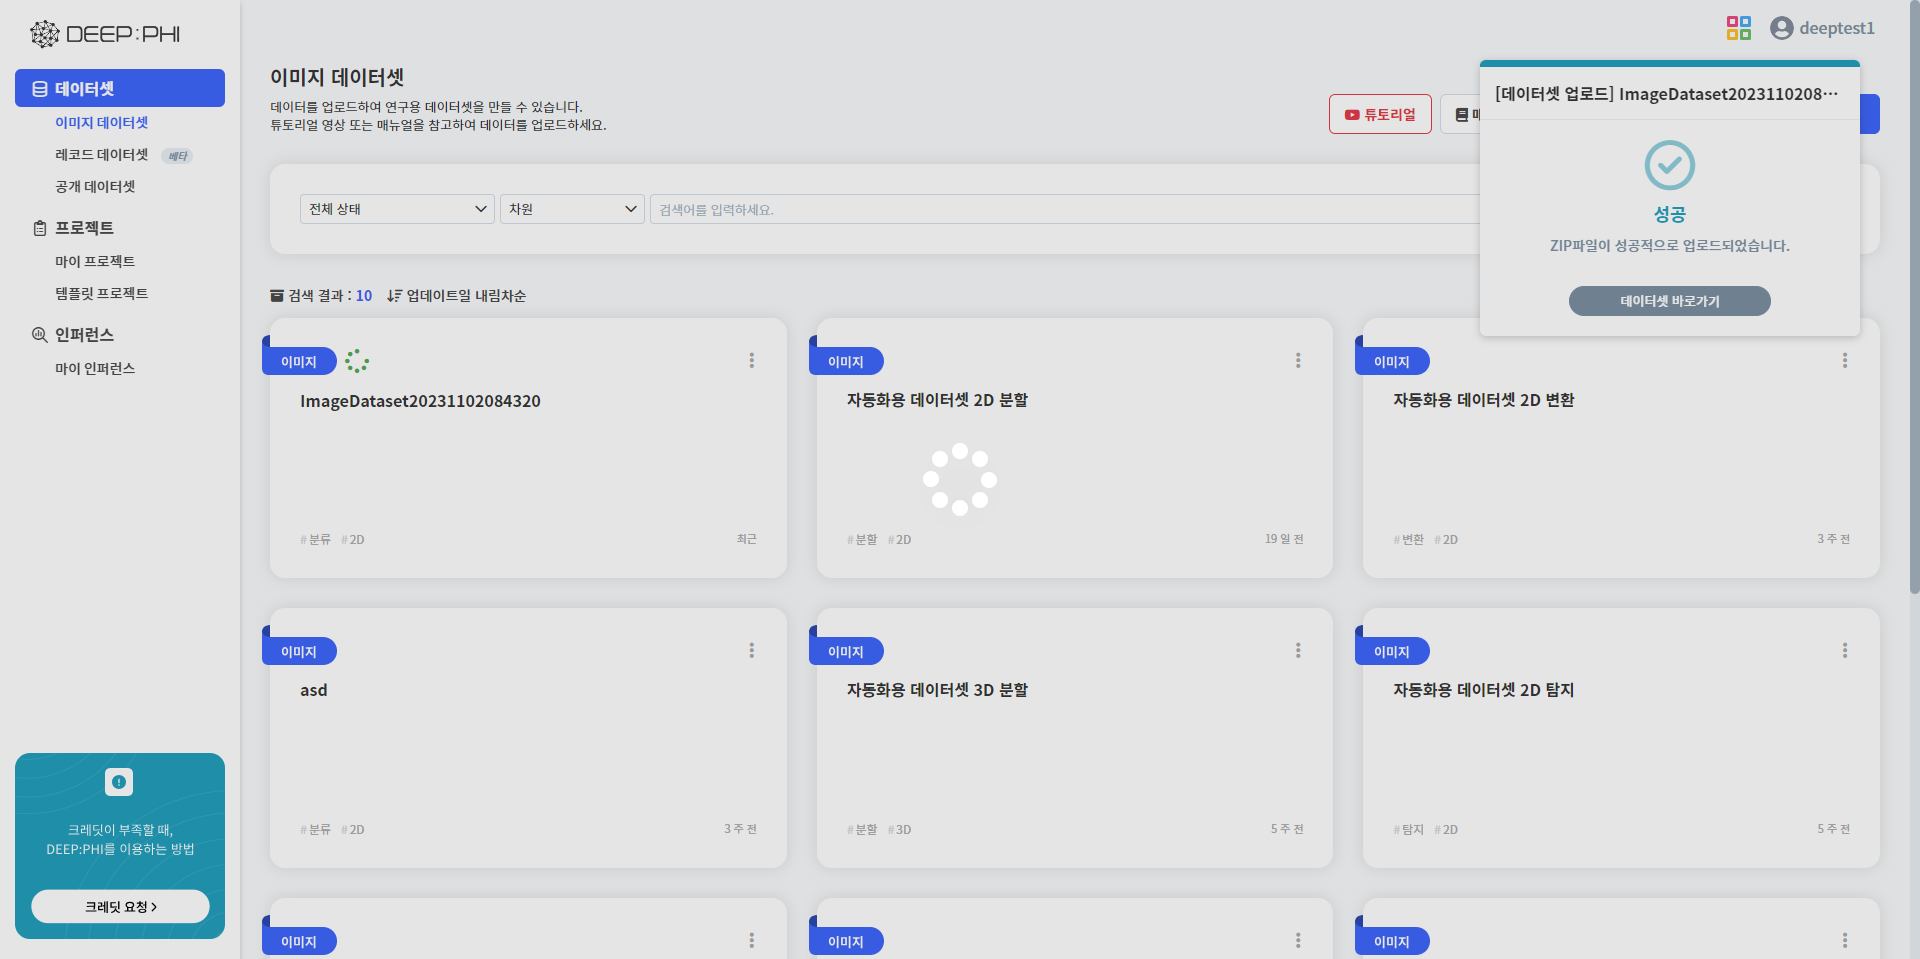 DEEP:PHI
데이터셋
이미지 데이터셋
레코드 데이터셋 베타
공개 데이터셋
프로젝트
마이 프로젝트
템플릿 프로젝트
인퍼런스
마이 인퍼런스
크레딧이 부족할 때,
DEEP:PHI를 이용하는 방법
크레딧 요청
deeptest1
이미지 데이터셋
데이터를 업로드하여 연구용 데이터셋을 만들 수 있습니다.
튜토리얼 영상 또는 매뉴얼을 참고하여 데이터를 업로드하세요.
튜토리얼
[데이터셋 업로드] ImageDataset2023110208···
성공
ZIP파일이 성공적으로 업로드되었습니다.
데이터셋 바로가기
전체 상태 차원 검색어를 입력하세요.
검색 결과 : 10 업데이트일 내림차순
이미지
ImageDataset20231102084320
#분류 #2D 최근
이미지
자동화용 데이터셋 2D 분할
#분할 #2D 19 일 전
이미지
자동화용 데이터셋 2D 변환
#변환 #2D 3 주 전
이미지
asd
#분류 #2D 3 주 전
이미지
자동화용 데이터셋 3D 분할
#분할 #3D 5 주 전
이미지
자동화용 데이터셋 2D 탐지
#탐지 #2D 5 주 전
이미지
이미지
이미지